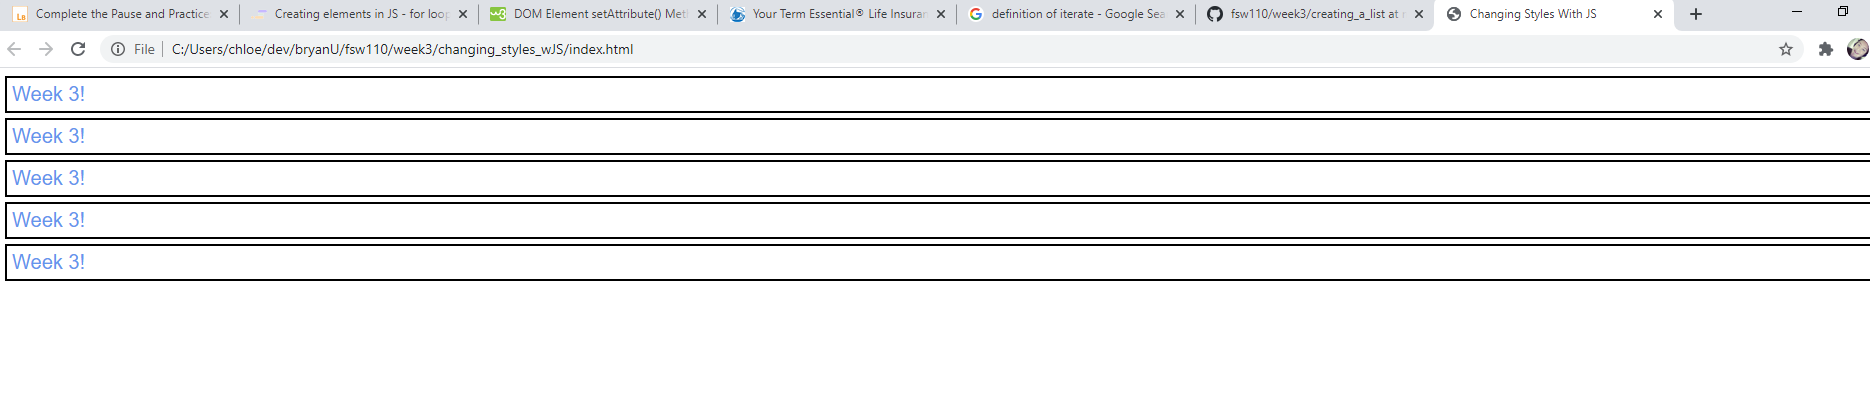 Complete the Pause and Practice
Creating elements in JS - for loop
DOM Element setAttribute() Met
Your Term Essential® Life Insuran
definition of iterate - Google Sea
fsw110/week3/creating_a_list at
Changing Styles With JS
File
C:/Users/chloe/dev/bryanU/fsw110/week3/changing_styles_wJS/index.html
Week 3!
Week 3!
Week 3!
Week 3!
Week 3!